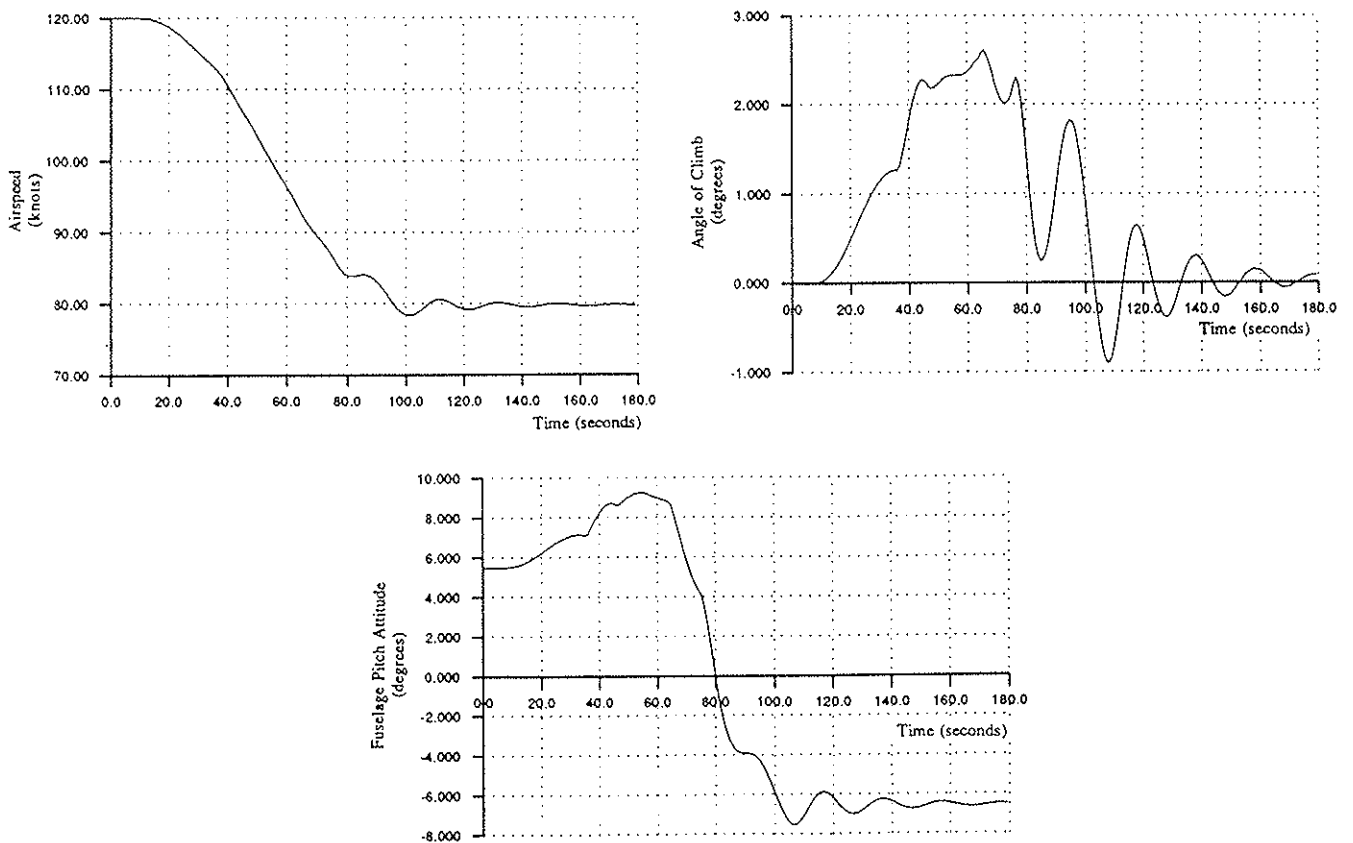 120.00
110.00
100.00
90.00
80.00
70.00
Airspeed
(knots)
0.0 20.0 40.0 60.0 80.0 100.0 120.0 140.0 160.0 180.0
Time (seconds)
3.000
2.000
1.000
0.000
-1.000
Angle of Climb
(degrees)
0.0 20.0 40.0 60.0 80.0 100.0 120.0 140.0 160.0 180.0
Time (seconds)
10.000
8.000
6.000
4.000
2.000
0.000
-2.000
-4.000
-6.000
-8.000
Fuselage Pitch Attitude
(degrees)
0.0 20.0 40.0 60.0 80.0 100.0 120.0 140.0 160.0 180.0
Time (seconds)